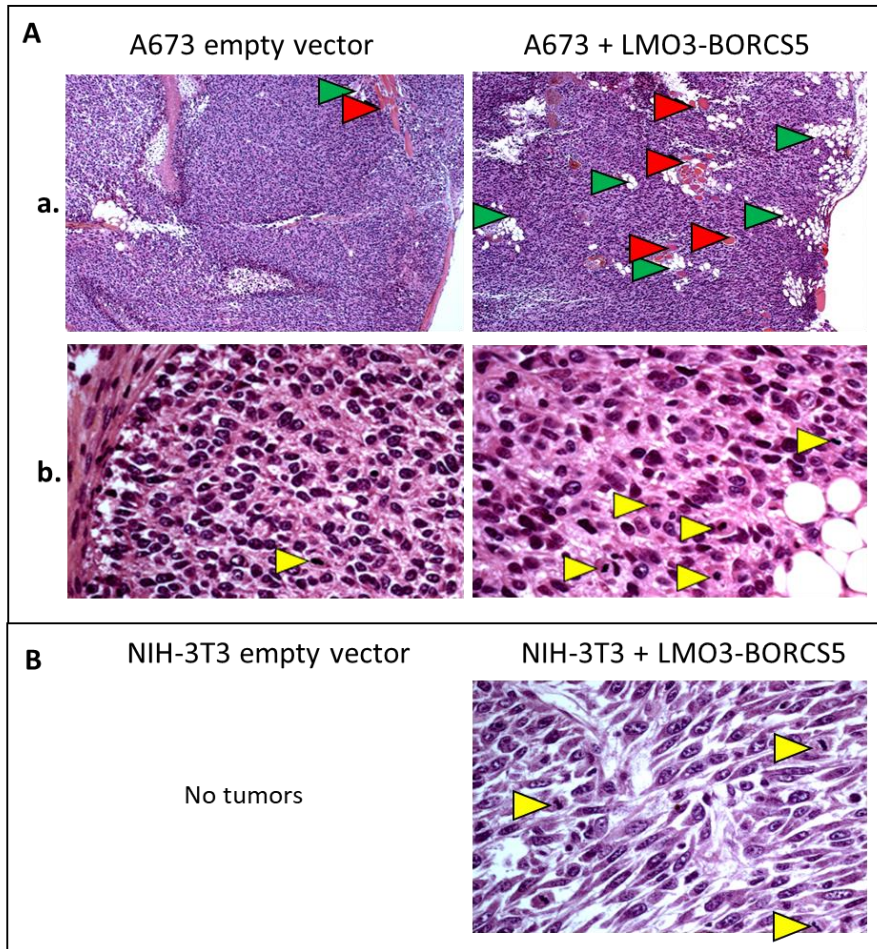 A
A673 empty vector
A673 + LMO3-BORCS5
a.
b.
B
NIH-3T3 empty vector
NIH-3T3 + LMO3-BORCS5
No tumors